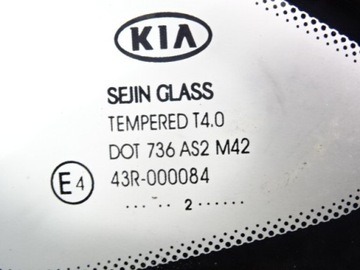 KIA
SEJIN GLASS
TEMPERED T4.0
DOT 736 AS2 M42
E4 43R-000084
..... .. 2 ......